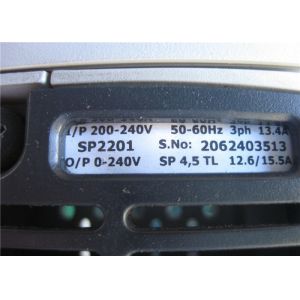 I/P 200-240V 50-60Hz 3ph 13.4A
SP2201 S.No: 2062403513
O/P 0-240V SP 4,5 TL 12.6/15.5A